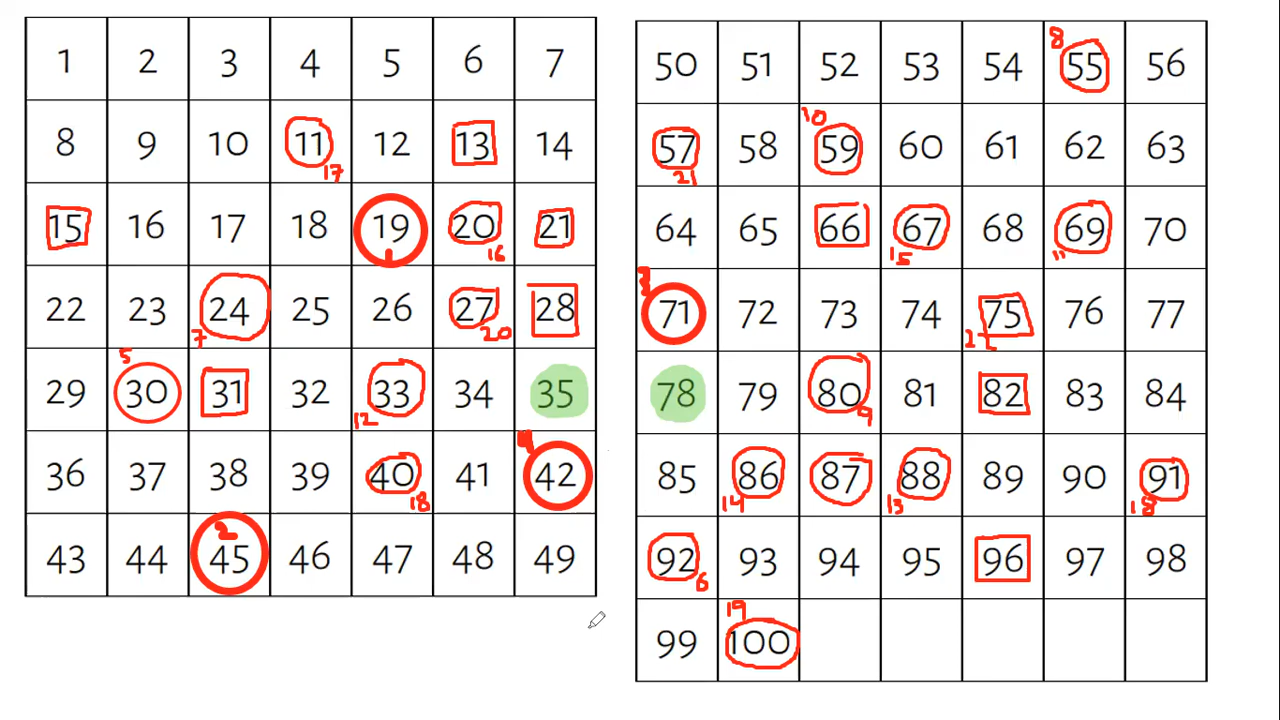 1 2 3 4 5 6 7
8 9 10 11 12 13 14
17
15 16 17 18 19 20 21
1 16
22 23 24 25 26 27 28
7 20
5
29 30 31 32 33 34 35
12
4
36 37 38 39 40 41 42
18
2
43 44 45 46 47 48 49
8
50 51 52 53 54 55 56
10
57 58 59 60 61 62 63
21
64 65 66 67 68 69 70
15 11
3
71 72 73 74 75 76 77
22
78 79 80 81 82 83 84
9
85 86 87 88 89 90 91
14 13 18
92 93 94 95 96 97 98
6
19
99 100